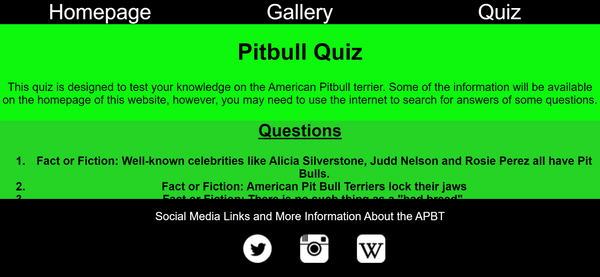 Homepage Gallery Quiz
Pitbull Quiz
This quiz is designed to test your knowledge on the American Pitbull terrier. Some of the information will be available
on the homepage of this website, however, you may need to use the internet to search for answers of some questions.
Questions
1. Fact or Fiction: Well-known celebrities like Alicia Silverstone, Judd Nelson and Rosie Perez all have Pit
Bulls.
2. Fact or Fiction: American Pit Bull Terriers lock their jaws
3. Fact or Fiction: There is no such thing as a "bad breed"
Social Media Links and More Information About the APBT
W